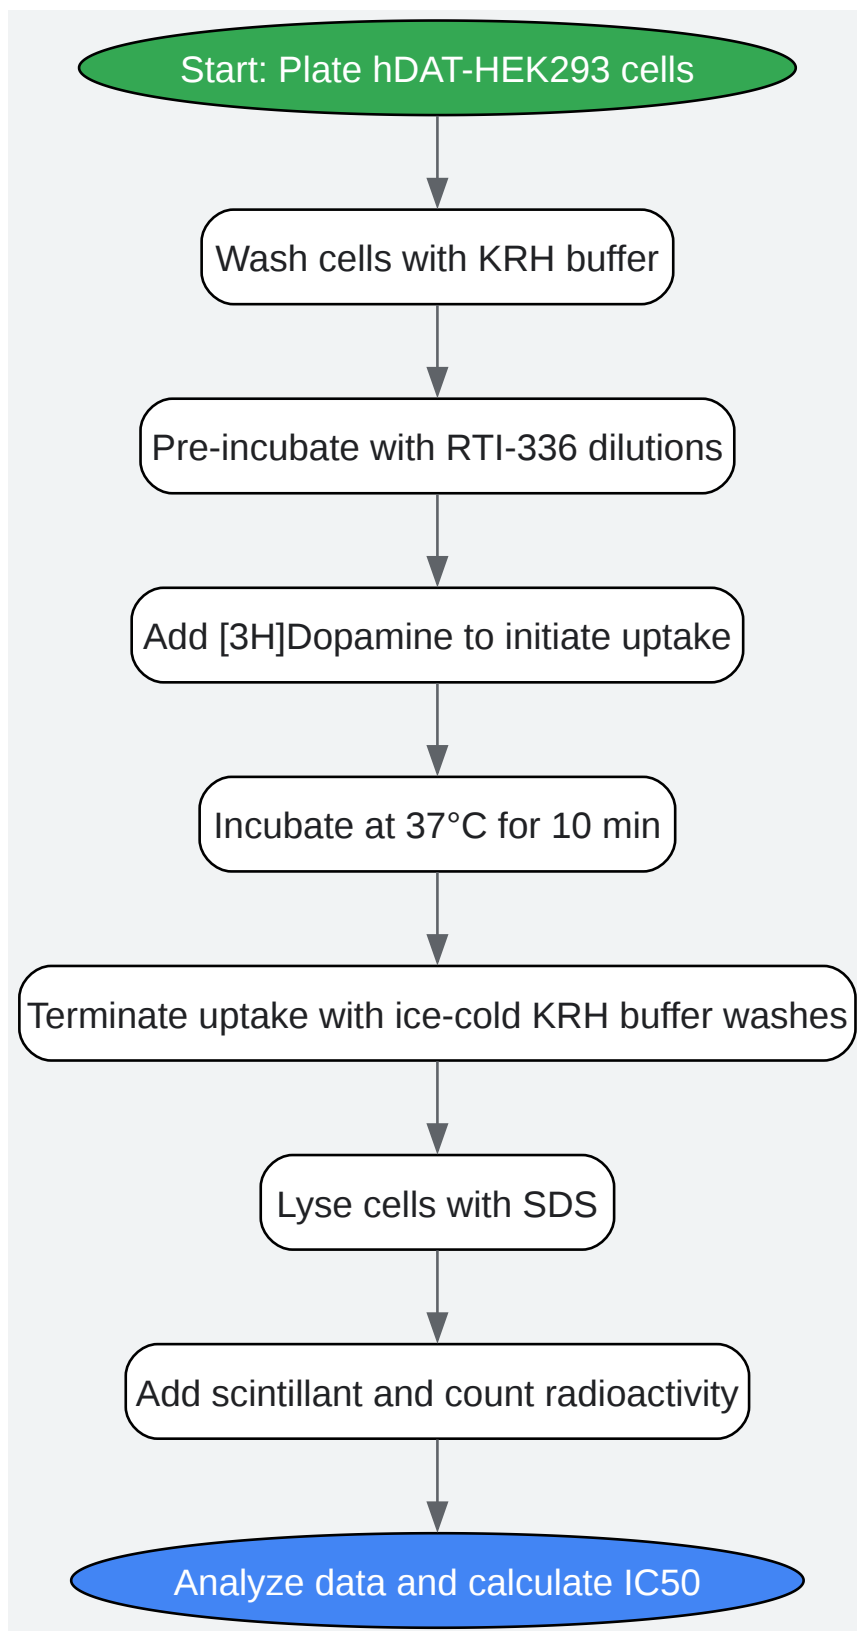 Start: Plate hDAT-HEK293 cells
Wash cells with KRH buffer
Pre-incubate with RTI-336 dilutions
Add [3H]Dopamine to initiate uptake
Incubate at 37°C for 10 min
Terminate uptake with ice-cold KRH buffer washes
Lyse cells with SDS
Add scintillant and count radioactivity
Analyze data and calculate IC50